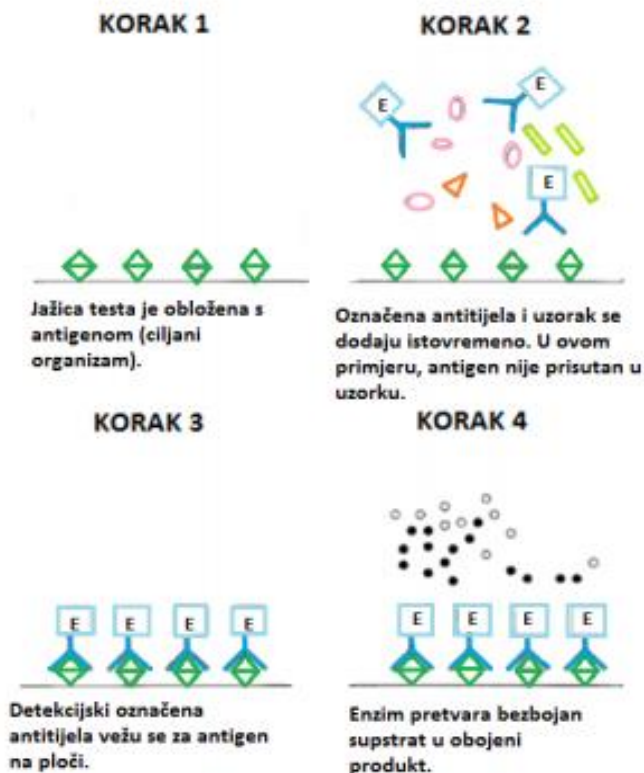 KORAK 1
Jažica testa je obložena s
antigenom (ciljani
organizam).
KORAK 2
E
E
E
Označena antitijela i uzorak se
dodaju istovremeno. U ovom
primjeru, antigen nije prisutan u
uzorku.
KORAK 3
E E E E
Detekcijski označena
antitijela vežu se za antigen
na ploči.
KORAK 4
E E E E
Enzim pretvara bezbojan
supstrat u obojeni
produkt.